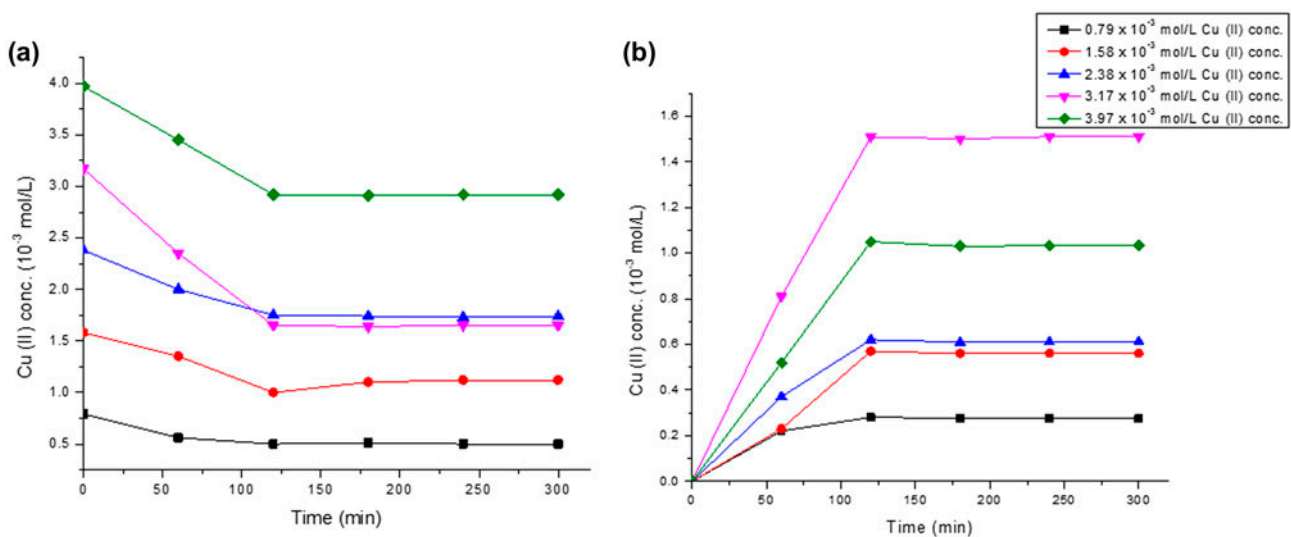 (a)
4.0
3.5
3.0
2.5
2.0
1.5
1.0
0.5
Cu (II) conc. (10⁻³ mol/L)
0 50 100 150 200 250 300
Time (min)
(b)
0.79 x 10⁻³ mol/L Cu (II) conc.
1.58 x 10⁻³ mol/L Cu (II) conc.
2.38 x 10⁻³ mol/L Cu (II) conc.
3.17 x 10⁻³ mol/L Cu (II) conc.
3.97 x 10⁻³ mol/L Cu (II) conc.
1.6
1.4
1.2
1.0
0.8
0.6
0.4
0.2
0.0
Cu (II) conc. (10⁻³ mol/L)
0 50 100 150 200 250 300
Time (min)